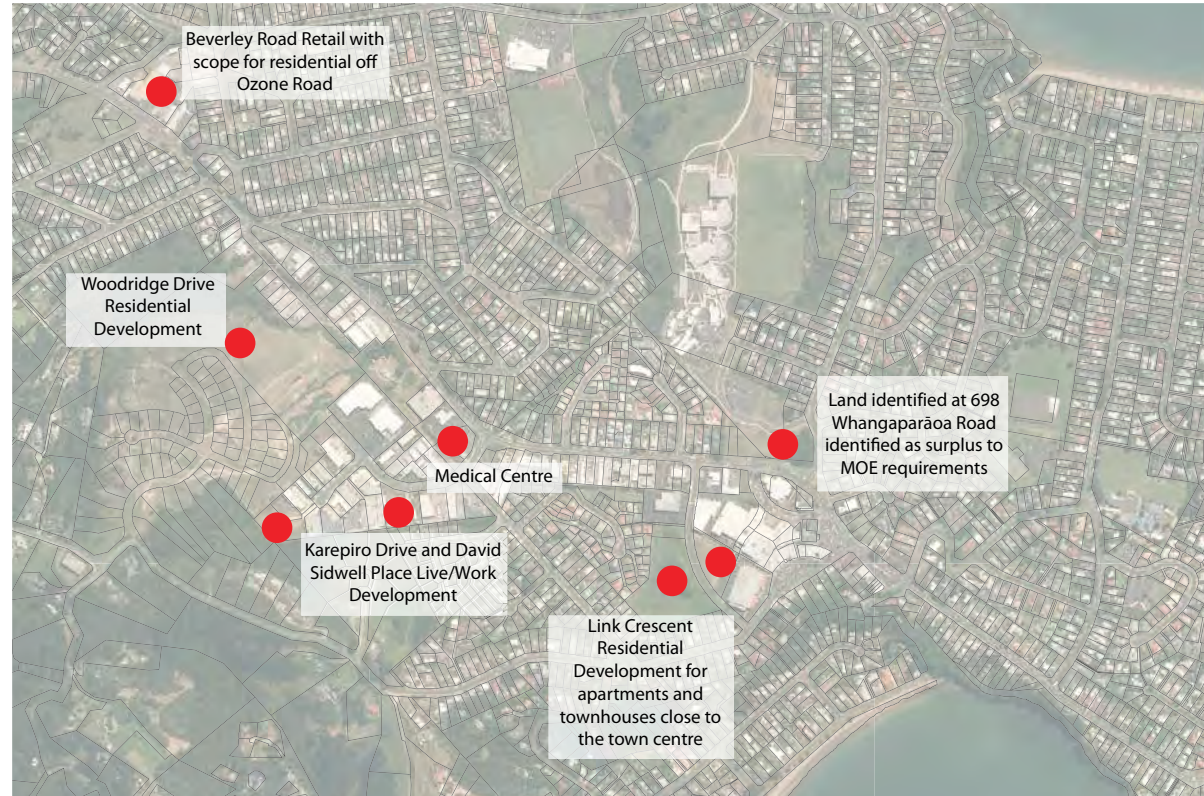 Beverley Road Retail with
scope for residential off
Ozone Road
Woodridge Drive
Residential
Development
Medical Centre
Land identified at 698
Whangaparāoa Road
identified as surplus to
MOE requirements
Karepiro Drive and David
Sidwell Place Live/Work
Development
Link Crescent
Residential
Development for
apartments and
townhouses close to
the town centre